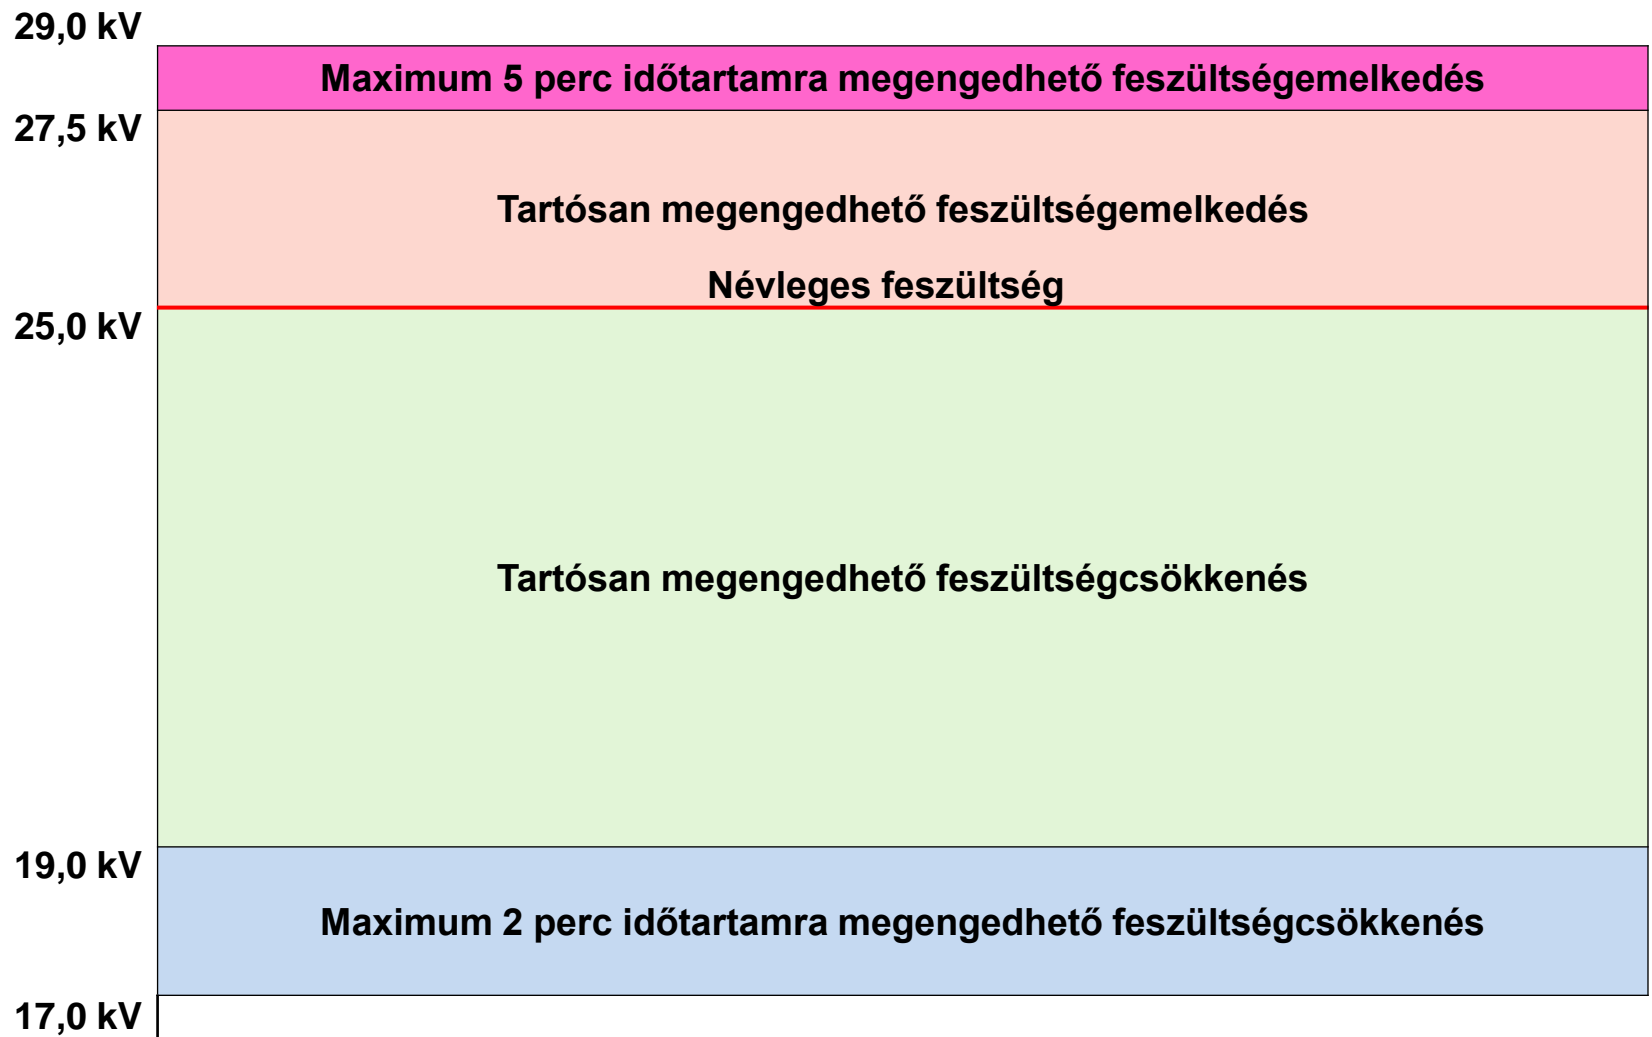 29,0 kV
Maximum 5 perc időtartamra megengedhető feszültségemelkedés
27,5 kV
Tartósan megengedhető feszültségemelkedés
Névleges feszültség
25,0 kV
Tartósan megengedhető feszültségcsökkenés
19,0 kV
Maximum 2 perc időtartamra megengedhető feszültségcsökkenés
17,0 kV